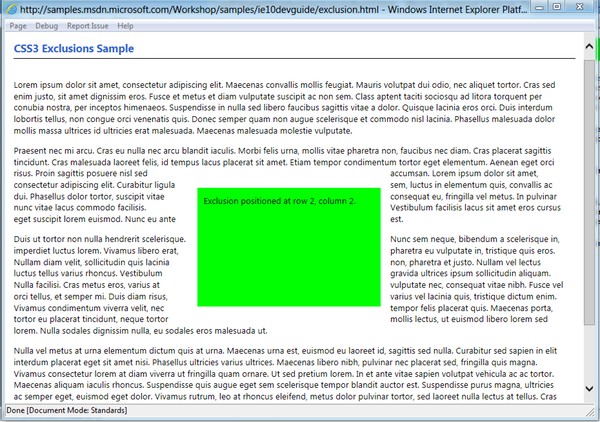 http://samples.msdn.microsoft.com/Workshop/samples/ie10devguide/exclusion.html - Windows Internet Explorer Platf...
Page Debug Report Issue Help
CSS3 Exclusions Sample
Lorem ipsum dolor sit amet, consectetur adipiscing elit. Maecenas convallis mollis feugiat. Mauris volutpat dui odio, nec aliquet tortor. Cras sed
enim justo, sit amet dignissim eros. Fusce et metus et diam vulputate suscipit ac non sem. Class aptent taciti sociosqu ad litora torquent per
conubia nostra, per inceptos himenaeos. Suspendisse in nulla sed libero faucibus sagittis vitae a dolor. Quisque lacinia eros orci. Duis interdum
lobortis tellus, non congue orci venenatis quis. Donec semper quam non augue scelerisque et commodo nisl lacinia. Phasellus malesuada dolor
mollis massa ultrices id ultricies erat malesuada. Maecenas malesuada molestie vulputate.
Praesent nec mi arcu. Cras eu nulla nec arcu blandit iaculis. Morbi felis urna, mollis vitae pharetra non, faucibus nec diam. Cras placerat sagittis
tincidunt. Cras malesuada laoreet felis, id tempus lacus placerat sit amet. Etiam tempor condimentum tortor eget elementum. Aenean eget orci
risus. Proin sagittis posuere nisl sed
consectetur adipiscing elit. Curabitur ligula
dui. Phasellus dolor tortor, suscipit vitae
nunc vitae lacus commodo facilisis.
eget suscipit lorem euismod. Nunc eu ante
accumsan. Lorem ipsum dolor sit amet,
sem, luctus in elementum quis, convallis ac
consequat eu, fringilla vel metus. In pulvinar
Vestibulum facilisis lacus sit amet eros cursus
est.
Exclusion positioned at row 2, column 2.
Duis ut tortor non nulla hendrerit scelerisque.
imperdiet luctus lorem. Vivamus libero erat,
Nullam diam velit, sollicitudin quis lacinia
luctus tellus varius rhoncus. Vestibulum
Nulla facilisi. Cras metus eros, varius at
orci tellus, et semper mi. Duis diam risus,
Vivamus condimentum viverra velit, nec
tortor eu placerat tincidunt, neque tortor
lorem. Nulla sodales dignissim nulla, eu sodales eros malesuada ut.
Nunc sem neque, bibendum a scelerisque in,
pharetra eu vulputate in, tristique quis eros.
non, pharetra et justo. Nullam vel lectus
gravida ultrices ipsum sollicitudin aliquam.
vulputate nec, consequat vitae nibh. Fusce vel
varius vel lacinia quis, tristique dictum enim.
tempor felis placerat quis. Maecenas porta,
mollis lectus, ut euismod libero lorem sed
Nulla vel metus at urna elementum dictum quis at urna. Maecenas urna est, euismod eu laoreet id, sagittis sed nulla. Curabitur sed sapien in elit
interdum placerat eget sit amet nisi. Phasellus ultricies varius ultrices. Maecenas libero nibh, pulvinar nec placerat sed, fringilla quis magna.
Vivamus consectetur lorem at diam viverra ut fringilla quam ornare. Ut sed pretium lorem. In et ante vitae sapien volutpat vehicula ac ac tortor.
Maecenas aliquam iaculis rhoncus. Suspendisse quis augue eget sem scelerisque tempor blandit auctor est. Suspendisse purus magna, ultricies
ac semper eget, euismod eget dolor. Vivamus rutrum, leo at rhoncus eleifend, metus dolor pulvinar tortor, sed laoreet nulla lectus at tellus. Cras
Done [Document Mode: Standards]